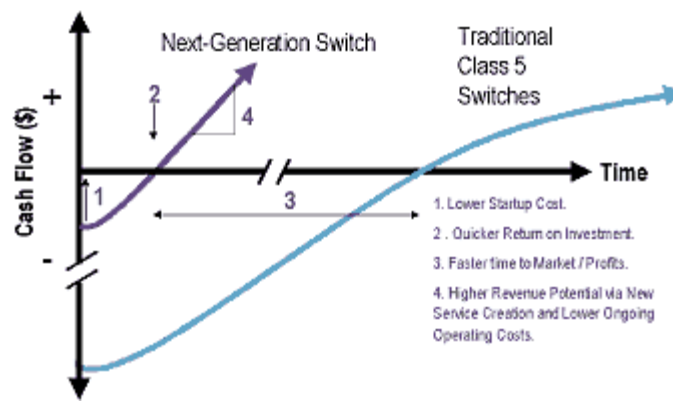 Next-Generation Switch
Traditional
Class 5
Switches
+
Cash Flow ($)
-
2
4
1
3
Time
1. Lower Startup Cost.
2 . Quicker Return on Investment.
3. Faster time to Market / Profits.
4. Higher Revenue Potential via New
Service Creation and Lower Ongoing
Operating Costs.